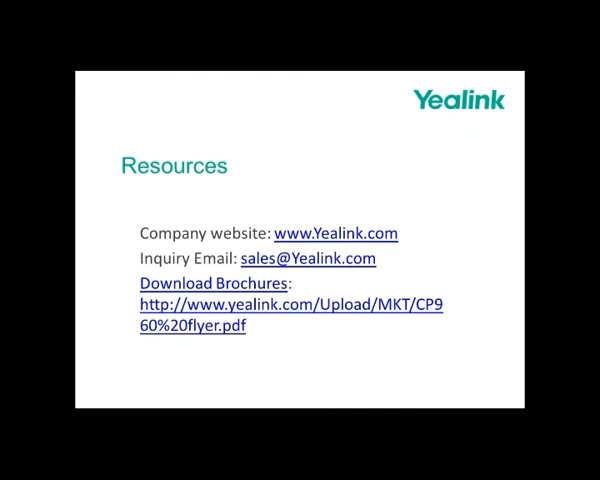 Yealink
Resources
Company website: www.Yealink.com
Inquiry Email: sales@Yealink.com
Download Brochures:
http://www.yealink.com/Upload/MKT/CP9
60%20flyer.pdf